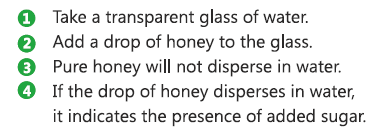 1 Take a transparent glass of water.
2 Add a drop of honey to the glass.
3 Pure honey will not disperse in water.
4 If the drop of honey disperses in water,
it indicates the presence of added sugar.